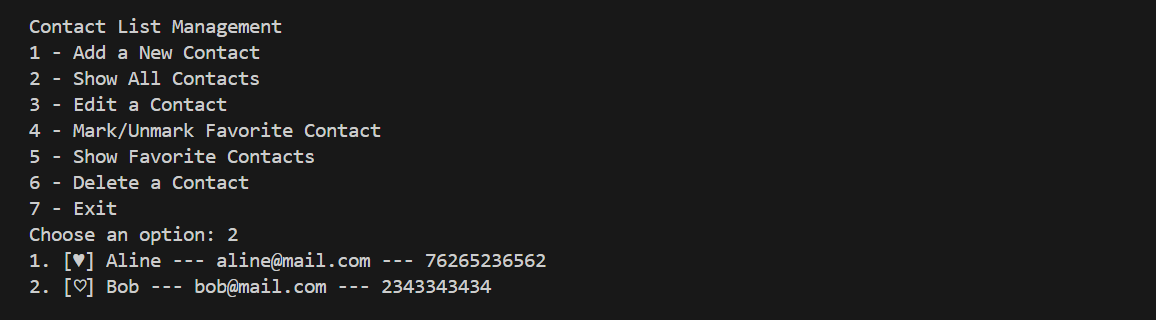 Contact List Management
1 - Add a New Contact
2 - Show All Contacts
3 - Edit a Contact
4 - Mark/Unmark Favorite Contact
5 - Show Favorite Contacts
6 - Delete a Contact
7 - Exit
Choose an option: 2
1. [♥] Aline --- aline@mail.com --- 76265236562
2. [♡] Bob --- bob@mail.com --- 2343343434